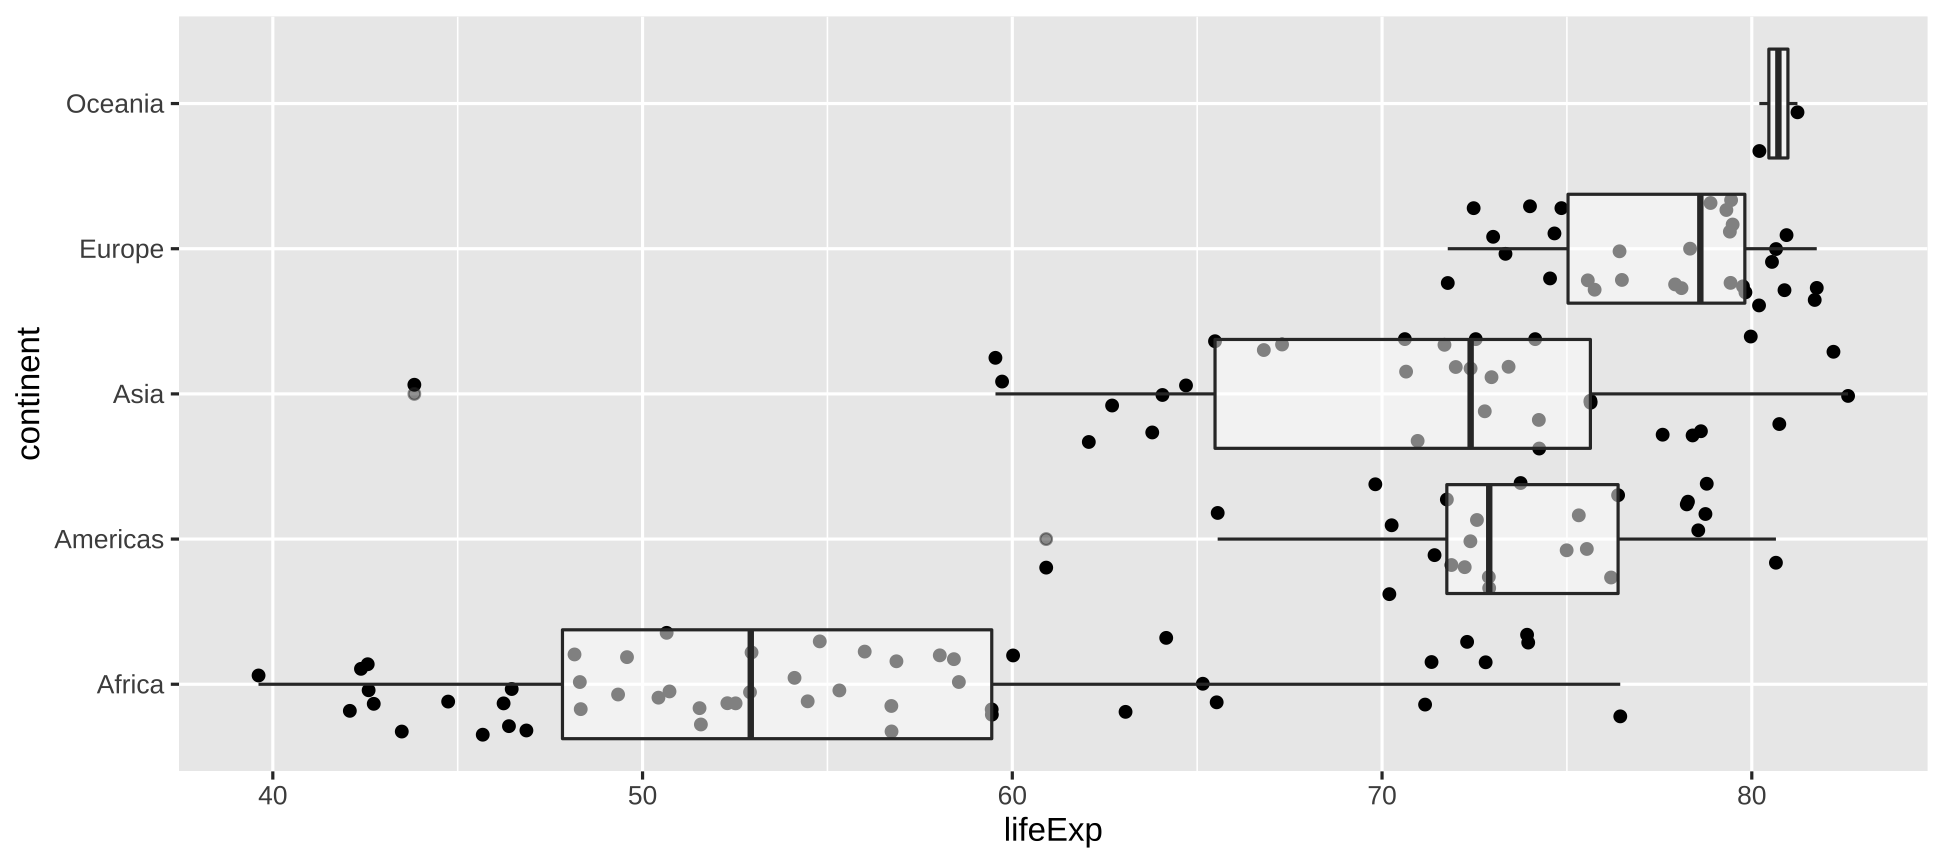 continent
Oceania
Europe
Asia
Americas
Africa
40 50 60 70 80
lifeExp